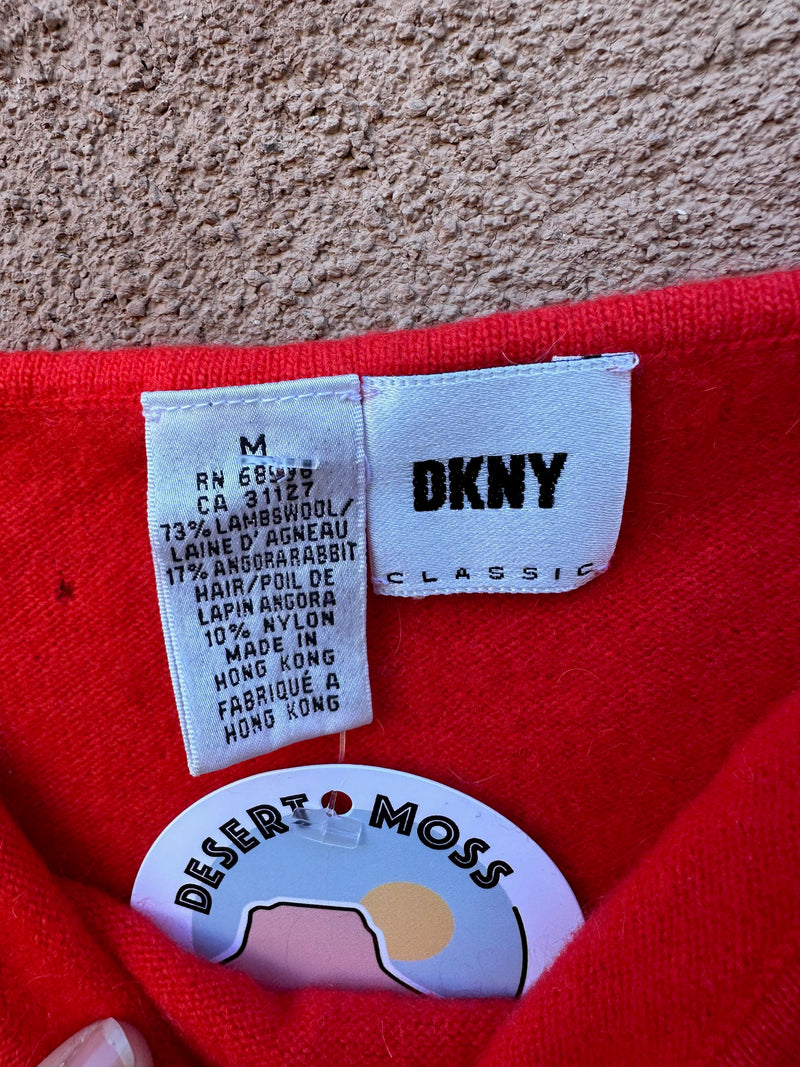 M
RN
CA 31127
73% LAMBSWOOL/
LAINE D'AGNEAU
17% ANGORARABBIT
HAIR/POIL DE
LAPIN ANGORA
10% NYLON
MADE IN
HONG KONG
FABRIQUÉ A
HONG KONG
DKNY
CLASSIC
DESERT MOSS